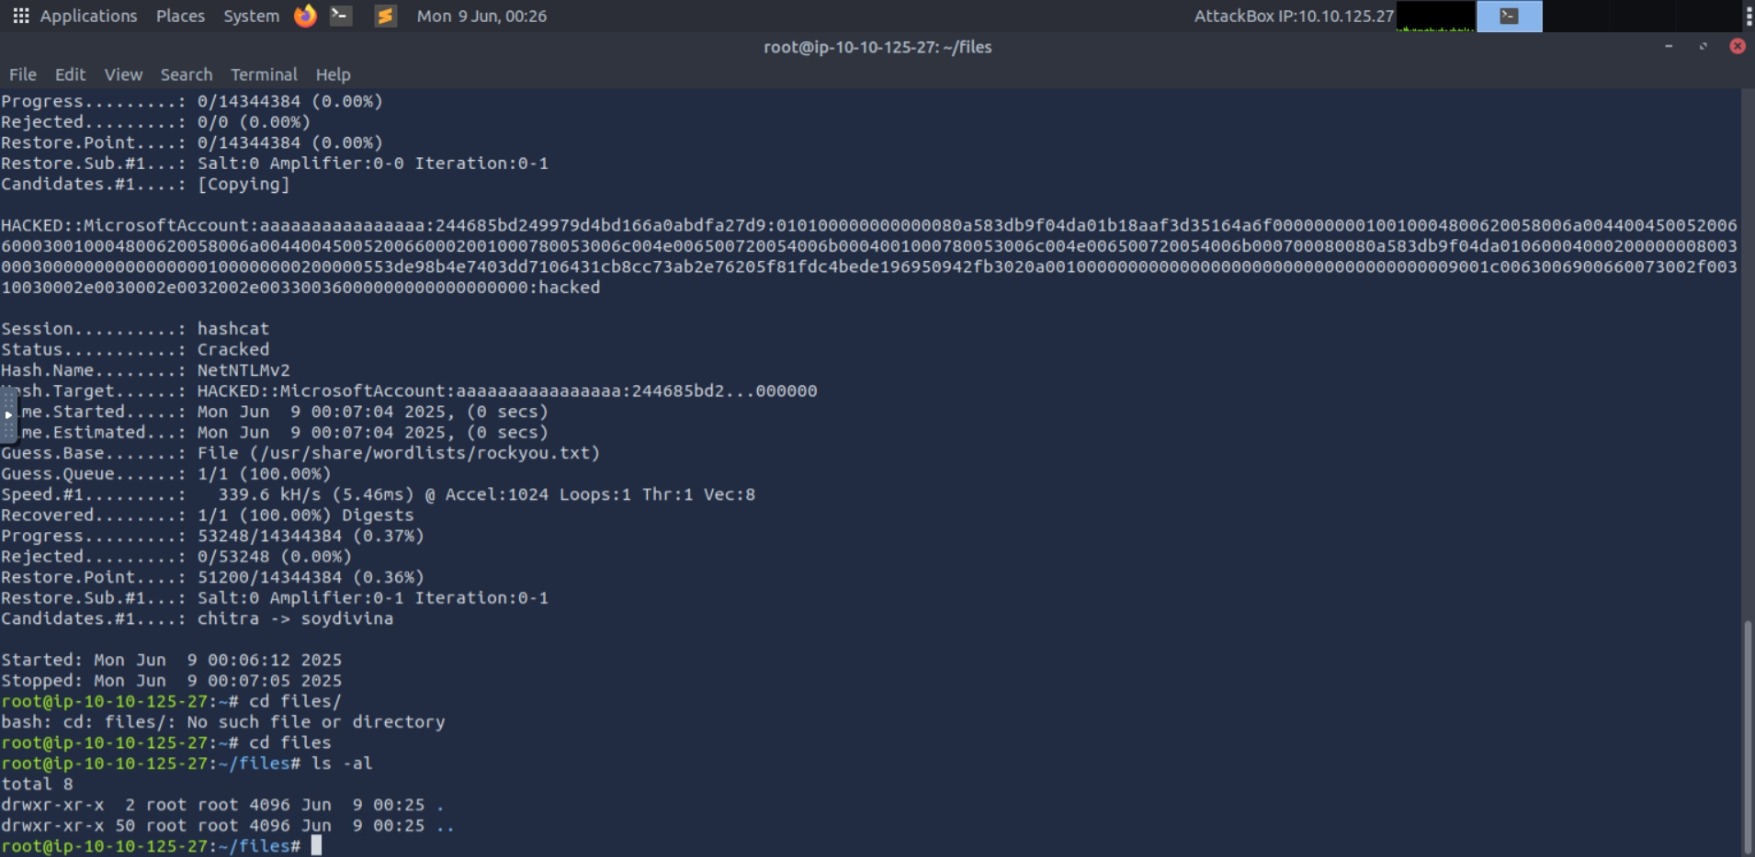 Applications Places System Mon 9 Jun, 00:26 AttackBox IP:10.10.125.27
root@ip-10-10-125-27: ~/files
File Edit View Search Terminal Help
Progress.........: 0/14344384 (0.00%)
Rejected.........: 0/0 (0.00%)
Restore.Point....: 0/14344384 (0.00%)
Restore.Sub.#1...: Salt:0 Amplifier:0-0 Iteration:0-1
Candidates.#1....: [Copying]
HACKED::MicrosoftAccount:aaaaaaaaaaaaaaaa:244685bd249979d4bd166a0abdfa27d9:010100000000000080a583db9f04da01b18aaf3d35164a6f00000000010010004800620058006a004400450052006
600030010004800620058006a00440045005200660002001000780053006c004e006500720054006b0004001000780053006c004e006500720054006b000700080080a583db9f04da010600040002000000080030
00300000000000000001000000002000005 53de98b4e7403dd7106431cb8cc73ab2e76205f81fdc4bede196950942fb3020a0010000000000000000000000000000000000009001c0063006900660073002f003
10030002e0030002e0032002e003300360000000000000000000:hacked
Session..........: hashcat
Status...........: Cracked
Hash.Name........: NetNTLMv2
sh.Target......: HACKED::MicrosoftAccount:aaaaaaaaaaaaaaaa:244685bd2...000000
me.Started.....: Mon Jun  9 00:07:04 2025, (0 secs)
me.Estimated...: Mon Jun  9 00:07:04 2025, (0 secs)
Guess.Base.......: File (/usr/share/wordlists/rockyou.txt)
Guess.Queue......: 1/1 (100.00%)
Speed.#1.........:   339.6 kH/s (5.46ms) @ Accel:1024 Loops:1 Thr:1 Vec:8
Recovered........: 1/1 (100.00%) Digests
Progress.........: 53248/14344384 (0.37%)
Rejected.........: 0/53248 (0.00%)
Restore.Point....: 51200/14344384 (0.36%)
Restore.Sub.#1...: Salt:0 Amplifier:0-1 Iteration:0-1
Candidates.#1....: chitra -> soydivina
Started: Mon Jun  9 00:06:12 2025
Stopped: Mon Jun  9 00:07:05 2025
root@ip-10-10-125-27:~# cd files/
bash: cd: files/: No such file or directory
root@ip-10-10-125-27:~# cd files
root@ip-10-10-125-27:~/files# ls -al
total 8
drwxr-xr-x  2 root root 4096 Jun  9 00:25 .
drwxr-xr-x 50 root root 4096 Jun  9 00:25 ..
root@ip-10-10-125-27:~/files#